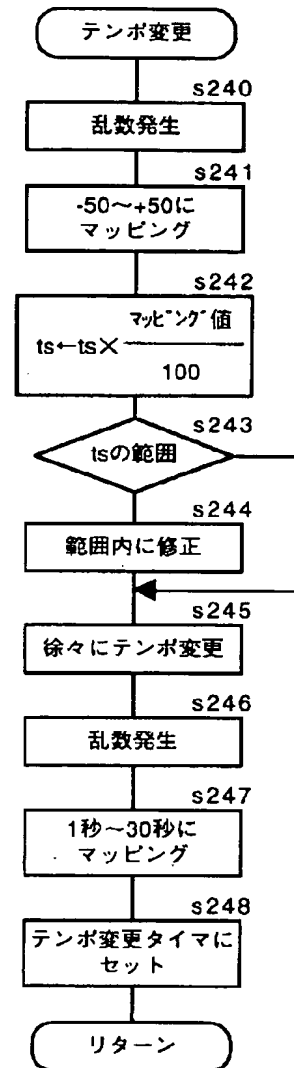 テンポ変更
s240
乱数発生
s241
-50〜+50に
マッピング
s242
マッピング値
ts←ts×
100
s243
tsの範囲
s244
範囲内に修正
s245
徐々にテンポ変更
s246
乱数発生
s247
1秒〜30秒に
マッピング
s248
テンポ変更タイマに
セット
リターン